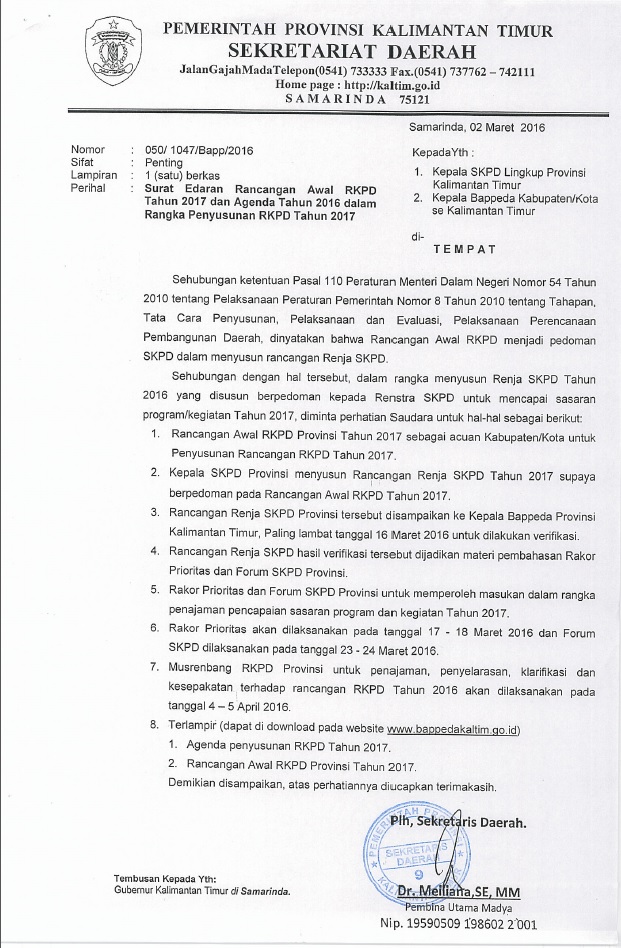 PEMERINTAH PROVINSI KALIMANTAN TIMUR
SEKRETARIAT DAERAH
JalanGajahMadaTelepon(0541) 733333 Fax.(0541) 737762 – 742111
Home page : http://kaltim.go.id
SAMARINDA 75121
Samarinda, 02 Maret 2016
Nomor : 050/ 1047/Bapp/2016
Sifat : Penting
Lampiran : 1 (satu) berkas
Perihal : Surat Edaran Rancangan Awal RKPD
Tahun 2017 dan Agenda Tahun 2016 dalam
Rangka Penyusunan RKPD Tahun 2017
KepadaYth :
1. Kepala SKPD Lingkup Provinsi
Kalimantan Timur
2. Kepala Bappeda Kabupaten/Kota
se Kalimantan Timur
di-
TEMPAT
Sehubungan ketentuan Pasal 110 Peraturan Menteri Dalam Negeri Nomor 54 Tahun
2010 tentang Pelaksanaan Peraturan Pemerintah Nomor 8 Tahun 2010 tentang Tahapan,
Tata Cara Penyusunan, Pelaksanaan dan Evaluasi, Pelaksanaan Perencanaan
Pembangunan Daerah, dinyatakan bahwa Rancangan Awal RKPD menjadi pedoman
SKPD dalam menyusun rancangan Renja SKPD.
Sehubungan dengan hal tersebut, dalam rangka menyusun Renja SKPD Tahun
2016 yang disusun berpedoman kepada Renstra SKPD untuk mencapai sasaran
program/kegiatan Tahun 2017, diminta perhatian Saudara untuk hal-hal sebagai berikut:
1. Rancangan Awal RKPD Provinsi Tahun 2017 sebagai acuan Kabupaten/Kota untuk
Penyusunan Rancangan RKPD Tahun 2017.
2. Kepala SKPD Provinsi menyusun Rancangan Renja SKPD Tahun 2017 supaya
berpedoman pada Rancangan Awal RKPD Tahun 2017.
3. Rancangan Renja SKPD Provinsi tersebut disampaikan ke Kepala Bappeda Provinsi
Kalimantan Timur, Paling lambat tanggal 16 Maret 2016 untuk dilakukan verifikasi.
4. Rancangan Renja SKPD hasil verifikasi tersebut dijadikan materi pembahasan Rakor
Prioritas dan Forum SKPD Provinsi.
5. Rakor Prioritas dan Forum SKPD Provinsi untuk memperoleh masukan dalam rangka
penajaman pencapaian sasaran program dan kegiatan Tahun 2017.
6. Rakor Prioritas akan dilaksanakan pada tanggal 17 - 18 Maret 2016 dan Forum
SKPD dilaksanakan pada tanggal 23 - 24 Maret 2016.
7. Musrenbang RKPD Provinsi untuk penajaman, penyelarasan, klarifikasi dan
kesepakatan terhadap rancangan RKPD Tahun 2016 akan dilaksanakan pada
tanggal 4 – 5 April 2016.
8. Terlampir (dapat di download pada website www.bappedakaltim.go.id)
1. Agenda penyusunan RKPD Tahun 2017.
2. Rancangan Awal RKPD Provinsi Tahun 2017.
Demikian disampaikan, atas perhatiannya diucapkan terimakasih.
Plh, Sekretaris Daerah.
SEKRETARIS
DAERAH
9
Dr. Meiliana,SE, MM
Pembina Utama Madya
Nip. 19590509 198602 2 001
Tembusan Kepada Yth:
Gubernur Kalimantan Timur di Samarinda.